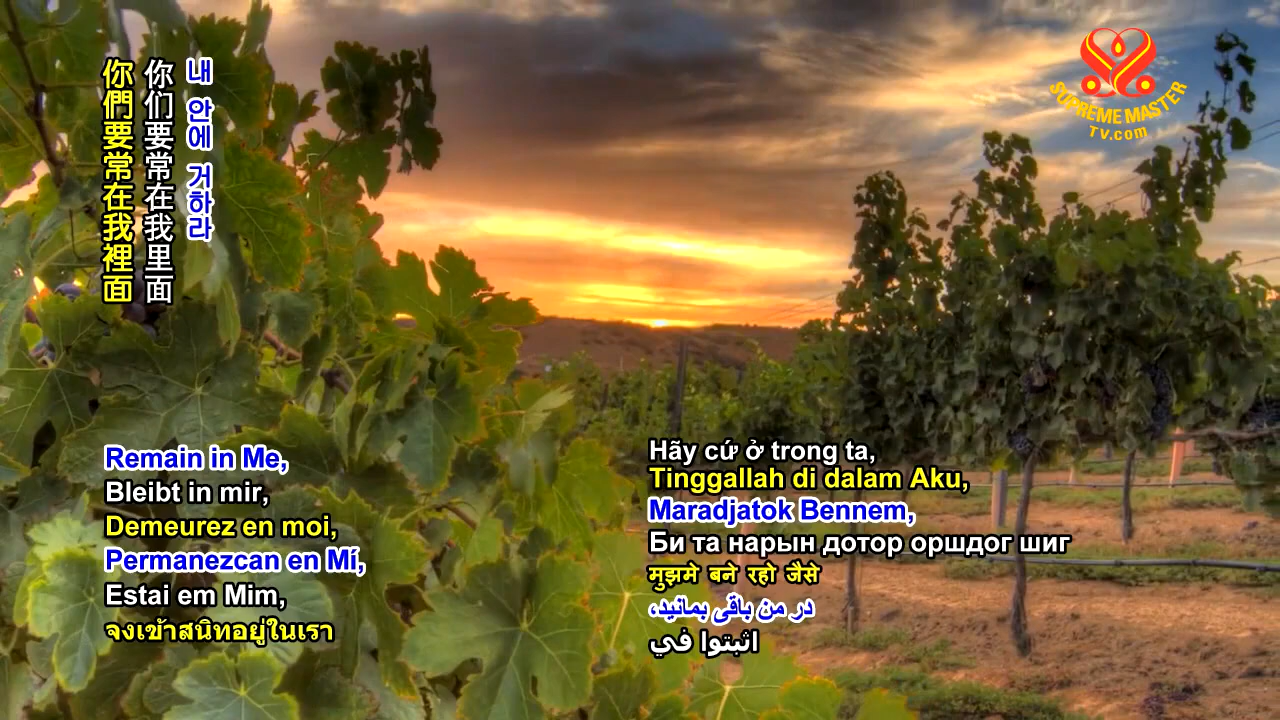 你們要常在我裡面
你们要常在我里面
내 안에 거하라
SUPREME MASTER
TV.com
Remain in Me,
Bleibt in mir,
Demeurez en moi,
Permanezcan en Mí,
Estai em Mim,
จงเข้าสนิทอยู่ในเรา
Hãy cứ ở trong ta,
Tinggallah di dalam Aku,
Maradjatok Bennem,
Би та нарын дотор оршдог шиг
मुझमे बने रहो जैसे
در من باقی بمانید،
اثبتوا في